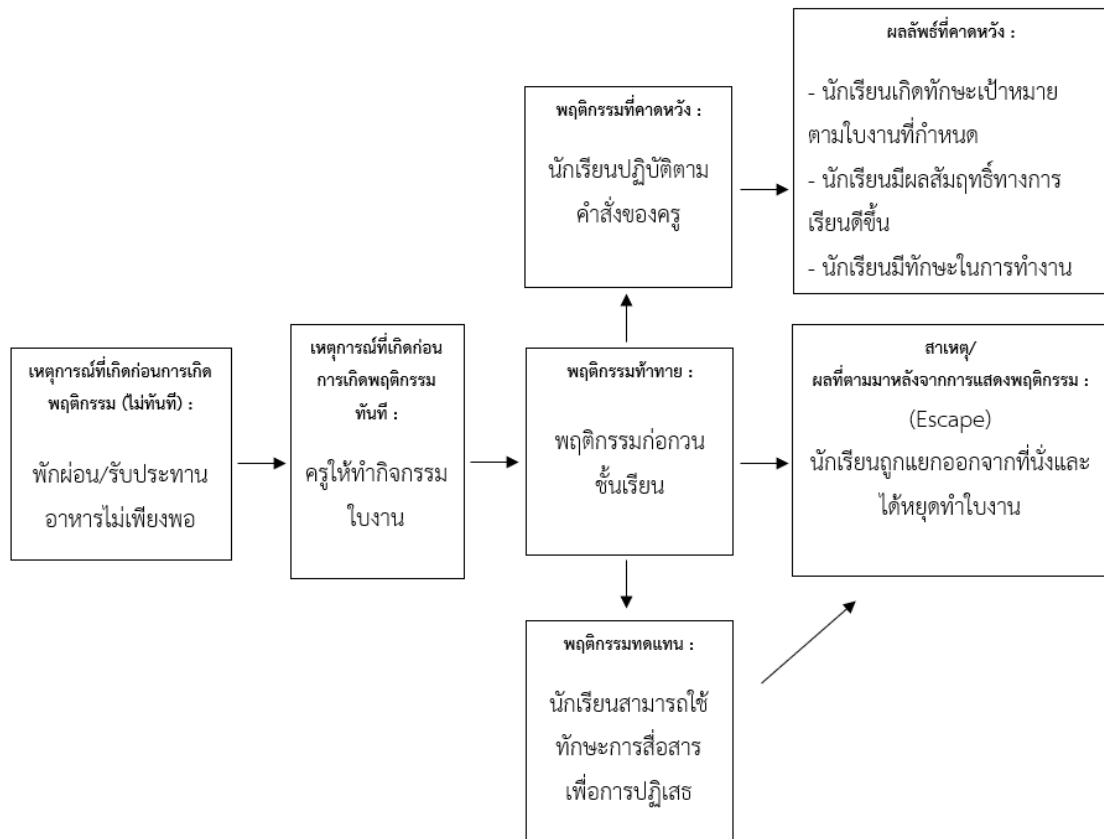 ผลลัพธ์ที่คาดหวัง :
- นักเรียนเกิดทักษะเป้าหมาย
ตามใบงานที่กำหนด
- นักเรียนมีผลสัมฤทธิ์ทางการ
เรียนดีขึ้น
- นักเรียนมีทักษะในการทำงาน
พฤติกรรมที่คาดหวัง :
นักเรียนปฏิบัติตาม
คำสั่งของครู
เหตุการณ์ที่เกิดก่อนการเกิด
พฤติกรรม (ไม่ทันที) :
พักผ่อน/รับประทาน
อาหารไม่เพียงพอ
เหตุการณ์ที่เกิดก่อน
การเกิดพฤติกรรม
ทันที :
ครูให้ทำกิจกรรม
ใบงาน
พฤติกรรมท้าทาย :
พฤติกรรมก่อกวน
ชั้นเรียน
สาเหตุ/
ผลที่ตามมาหลังจากการแสดงพฤติกรรม :
(Escape)
นักเรียนถูกแยกออกจากที่นั่งและ
ได้หยุดทำใบงาน
พฤติกรรมทดแทน :
นักเรียนสามารถใช้
ทักษะการสื่อสาร
เพื่อการปฏิเสธ